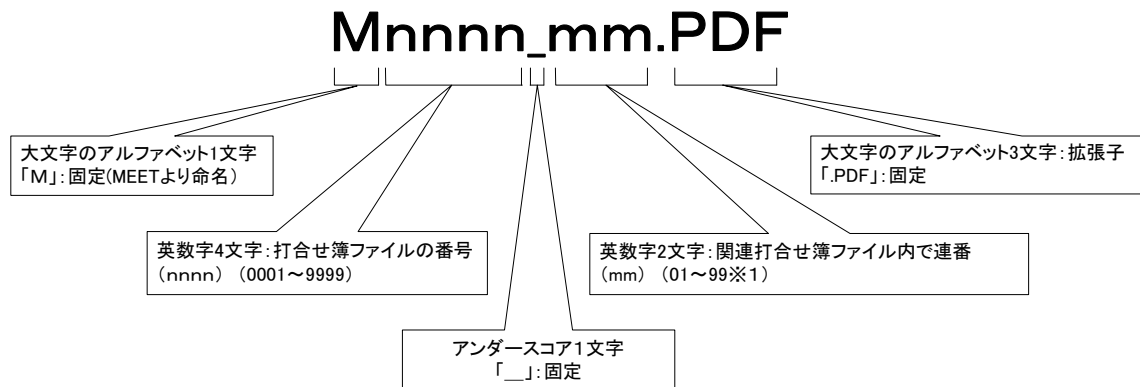 Mnnnn_mm.PDF
大文字のアルファベット1文字
「M」:固定(MEETより命名)
大文字のアルファベット3文字:拡張子
「.PDF」:固定
英数字4文字:打合せ簿ファイルの番号
(nnnn) (0001~9999)
英数字2文字:関連打合せ簿ファイル内で連番
(mm) (01~99※1)
アンダースコア1文字
「_」:固定